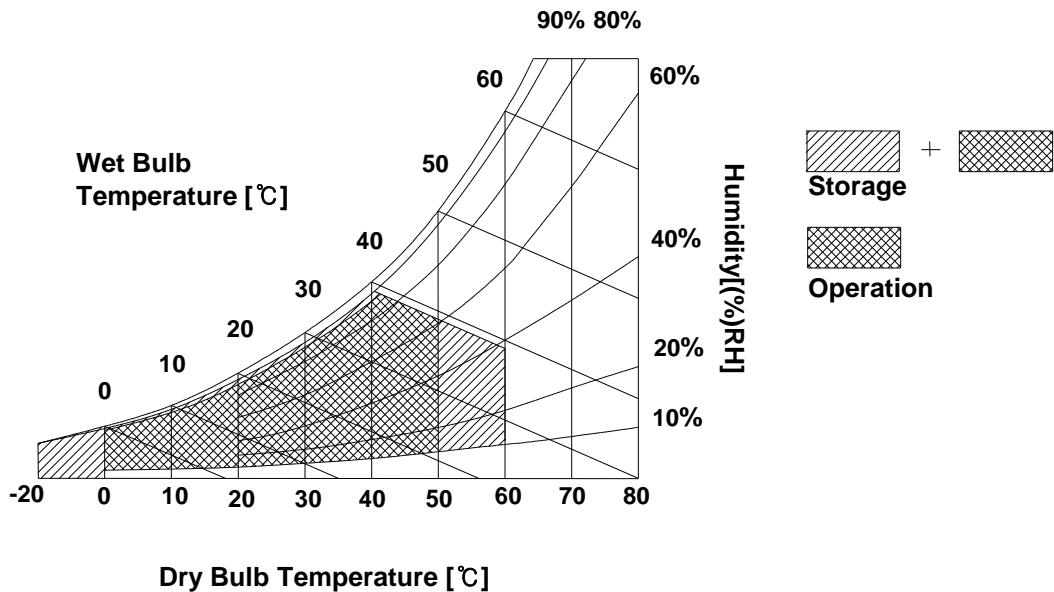 90% 80%
60
60%
50
Wet Bulb
Temperature [℃]
Storage
+
40%
40
Humidity[(%)RH]
30
Operation
20
20%
10
0
10%
-20 0 10 20 30 40 50 60 70 80
Dry Bulb Temperature [℃]